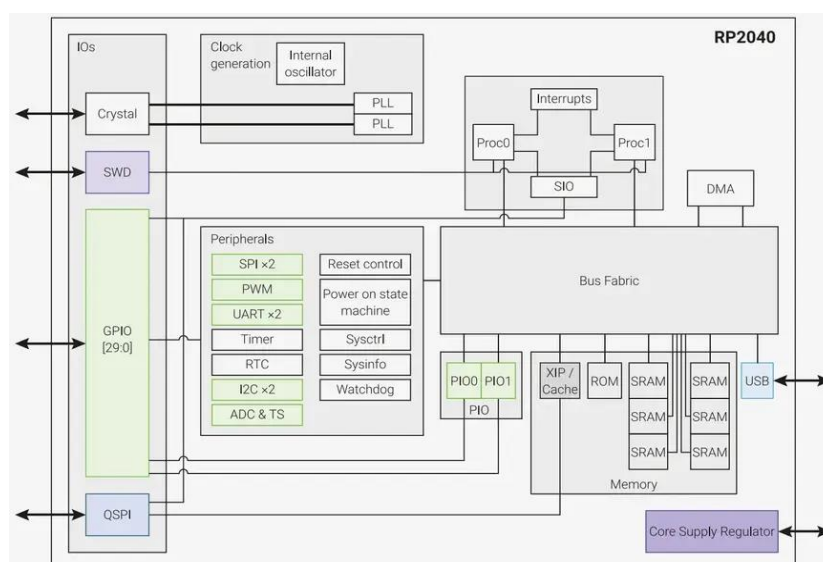 RP2040
IOs
Crystal
SWD
GPIO
[29:0]
QSPI
Clock
generation
Internal
oscillator
PLL
PLL
Interrupts
Proc0
Proc1
SIO
DMA
Peripherals
SPI ×2
PWM
UART ×2
Timer
RTC
I2C ×2
ADC & TS
Reset control
Power on state
machine
Sysctrl
Sysinfo
Watchdog
Bus Fabric
PIO0
PIO1
PIO
XIP /
Cache
ROM
SRAM
SRAM
SRAM
SRAM
SRAM
SRAM
Memory
USB
Core Supply Regulator